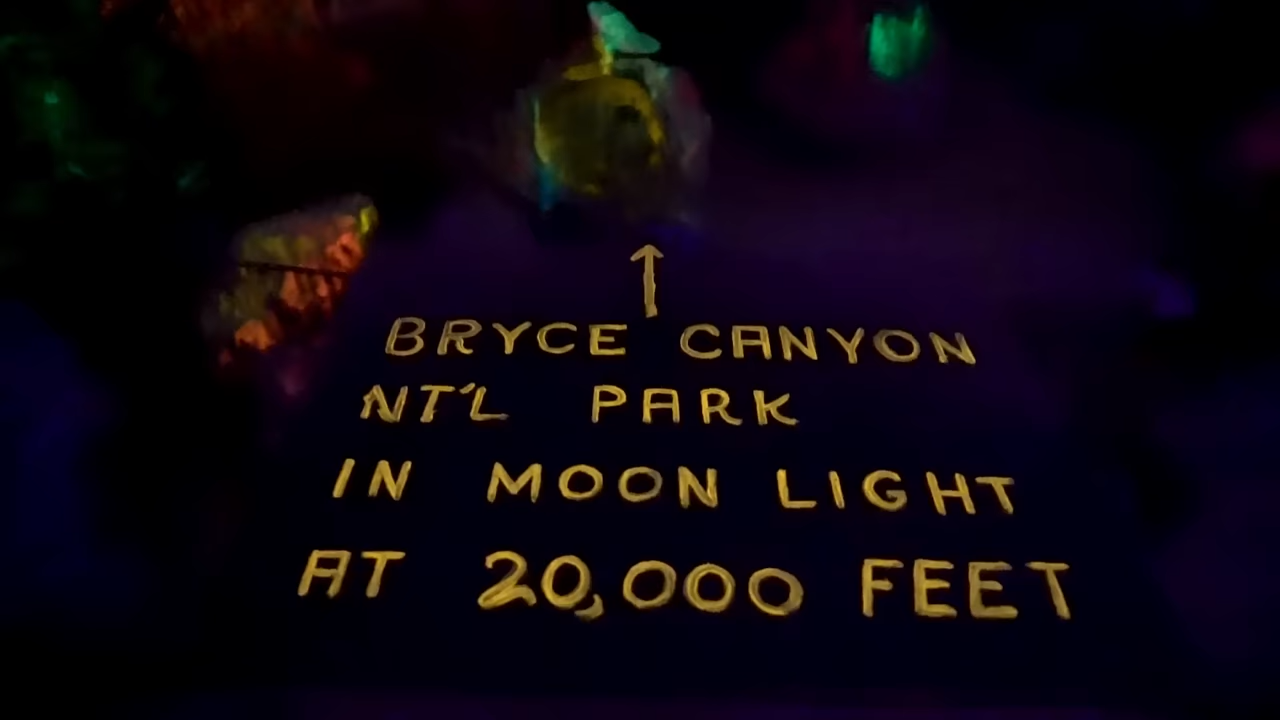 ↑
BRYCE CANYON
NT'L PARK
IN MOON LIGHT
AT 20,000 FEET